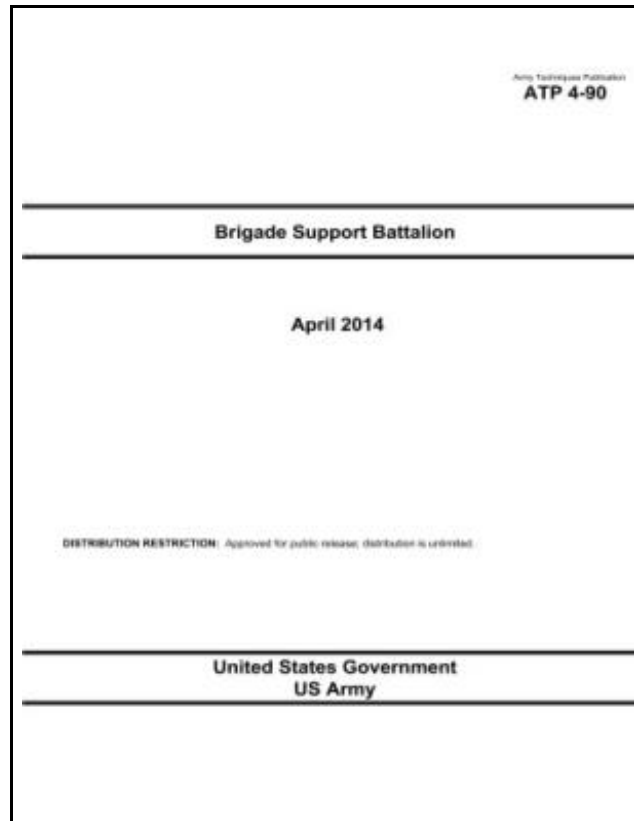 Army Techniques Publication
ATP 4-90
Brigade Support Battalion
April 2014
DISTRIBUTION RESTRICTION: Approved for public release; distribution is unlimited.
United States Government
US Army